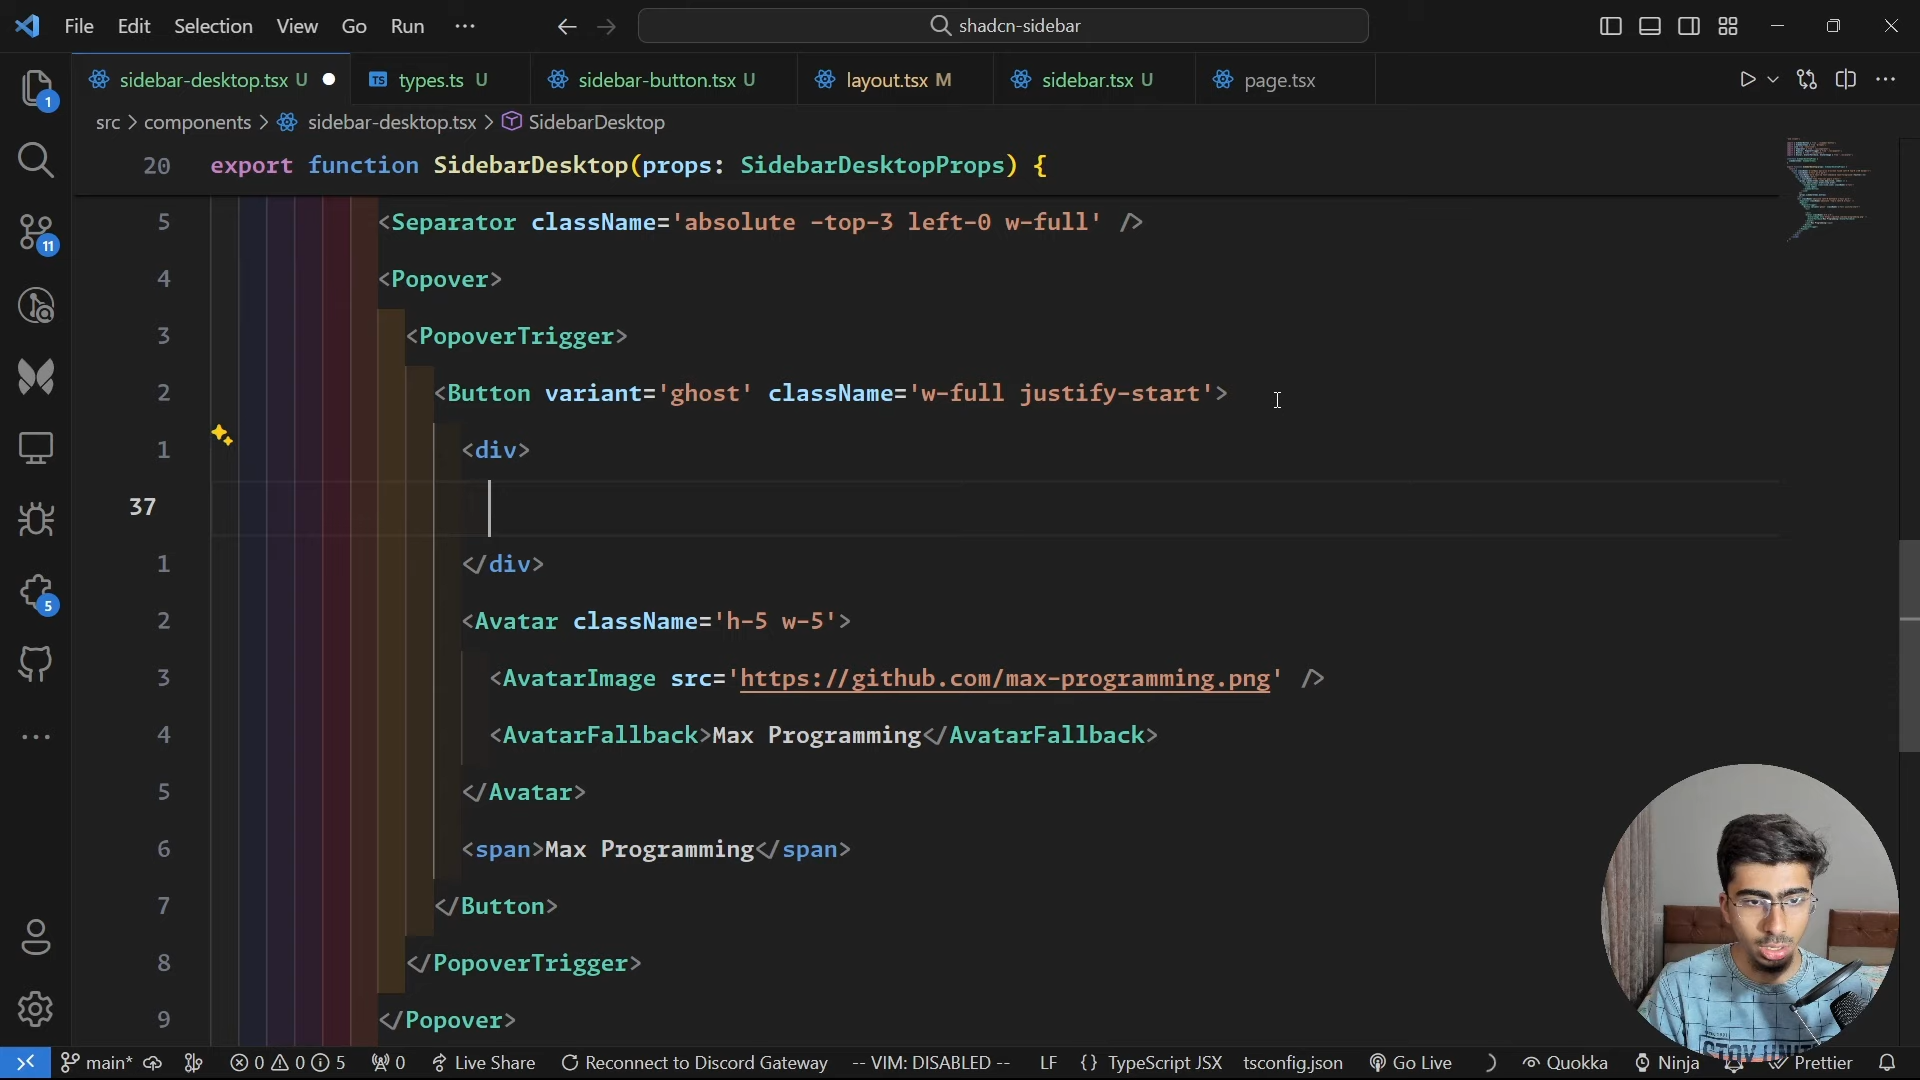 File Edit Selection View Go Run ··· shadcn-sidebar
sidebar-desktop.tsx U types.ts U sidebar-button.tsx U layout.tsx M sidebar.tsx U page.tsx
src > components > sidebar-desktop.tsx > SidebarDesktop
20 export function SidebarDesktop(props: SidebarDesktopProps) {
5 <Separator className='absolute -top-3 left-0 w-full' />
4 <Popover>
3 <PopoverTrigger>
2 <Button variant='ghost' className='w-full justify-start'>
1 <div>
37
1 </div>
2 <Avatar className='h-5 w-5'>
3 <AvatarImage src='https://github.com/max-programming.png' />
4 <AvatarFallback>Max Programming</AvatarFallback>
5 </Avatar>
6 <span>Max Programming</span>
7 </Button>
8 </PopoverTrigger>
9 </Popover>
1
11
5
TS
main* 0 0 5 0 Live Share Reconnect to Discord Gateway -- VIM: DISABLED -- LF {} TypeScript JSX tsconfig.json Go Live Quokka Ninja Prettier